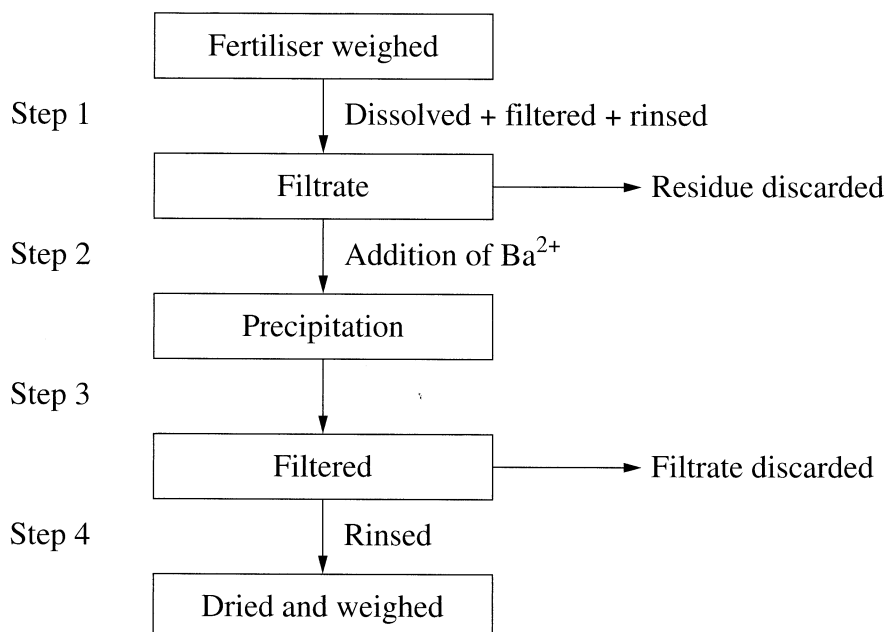 Fertiliser weighed
Step 1
Dissolved + filtered + rinsed
Filtrate
Residue discarded
Step 2
Addition of Ba²⁺
Precipitation
Step 3
Filtered
Filtrate discarded
Step 4
Rinsed
Dried and weighed